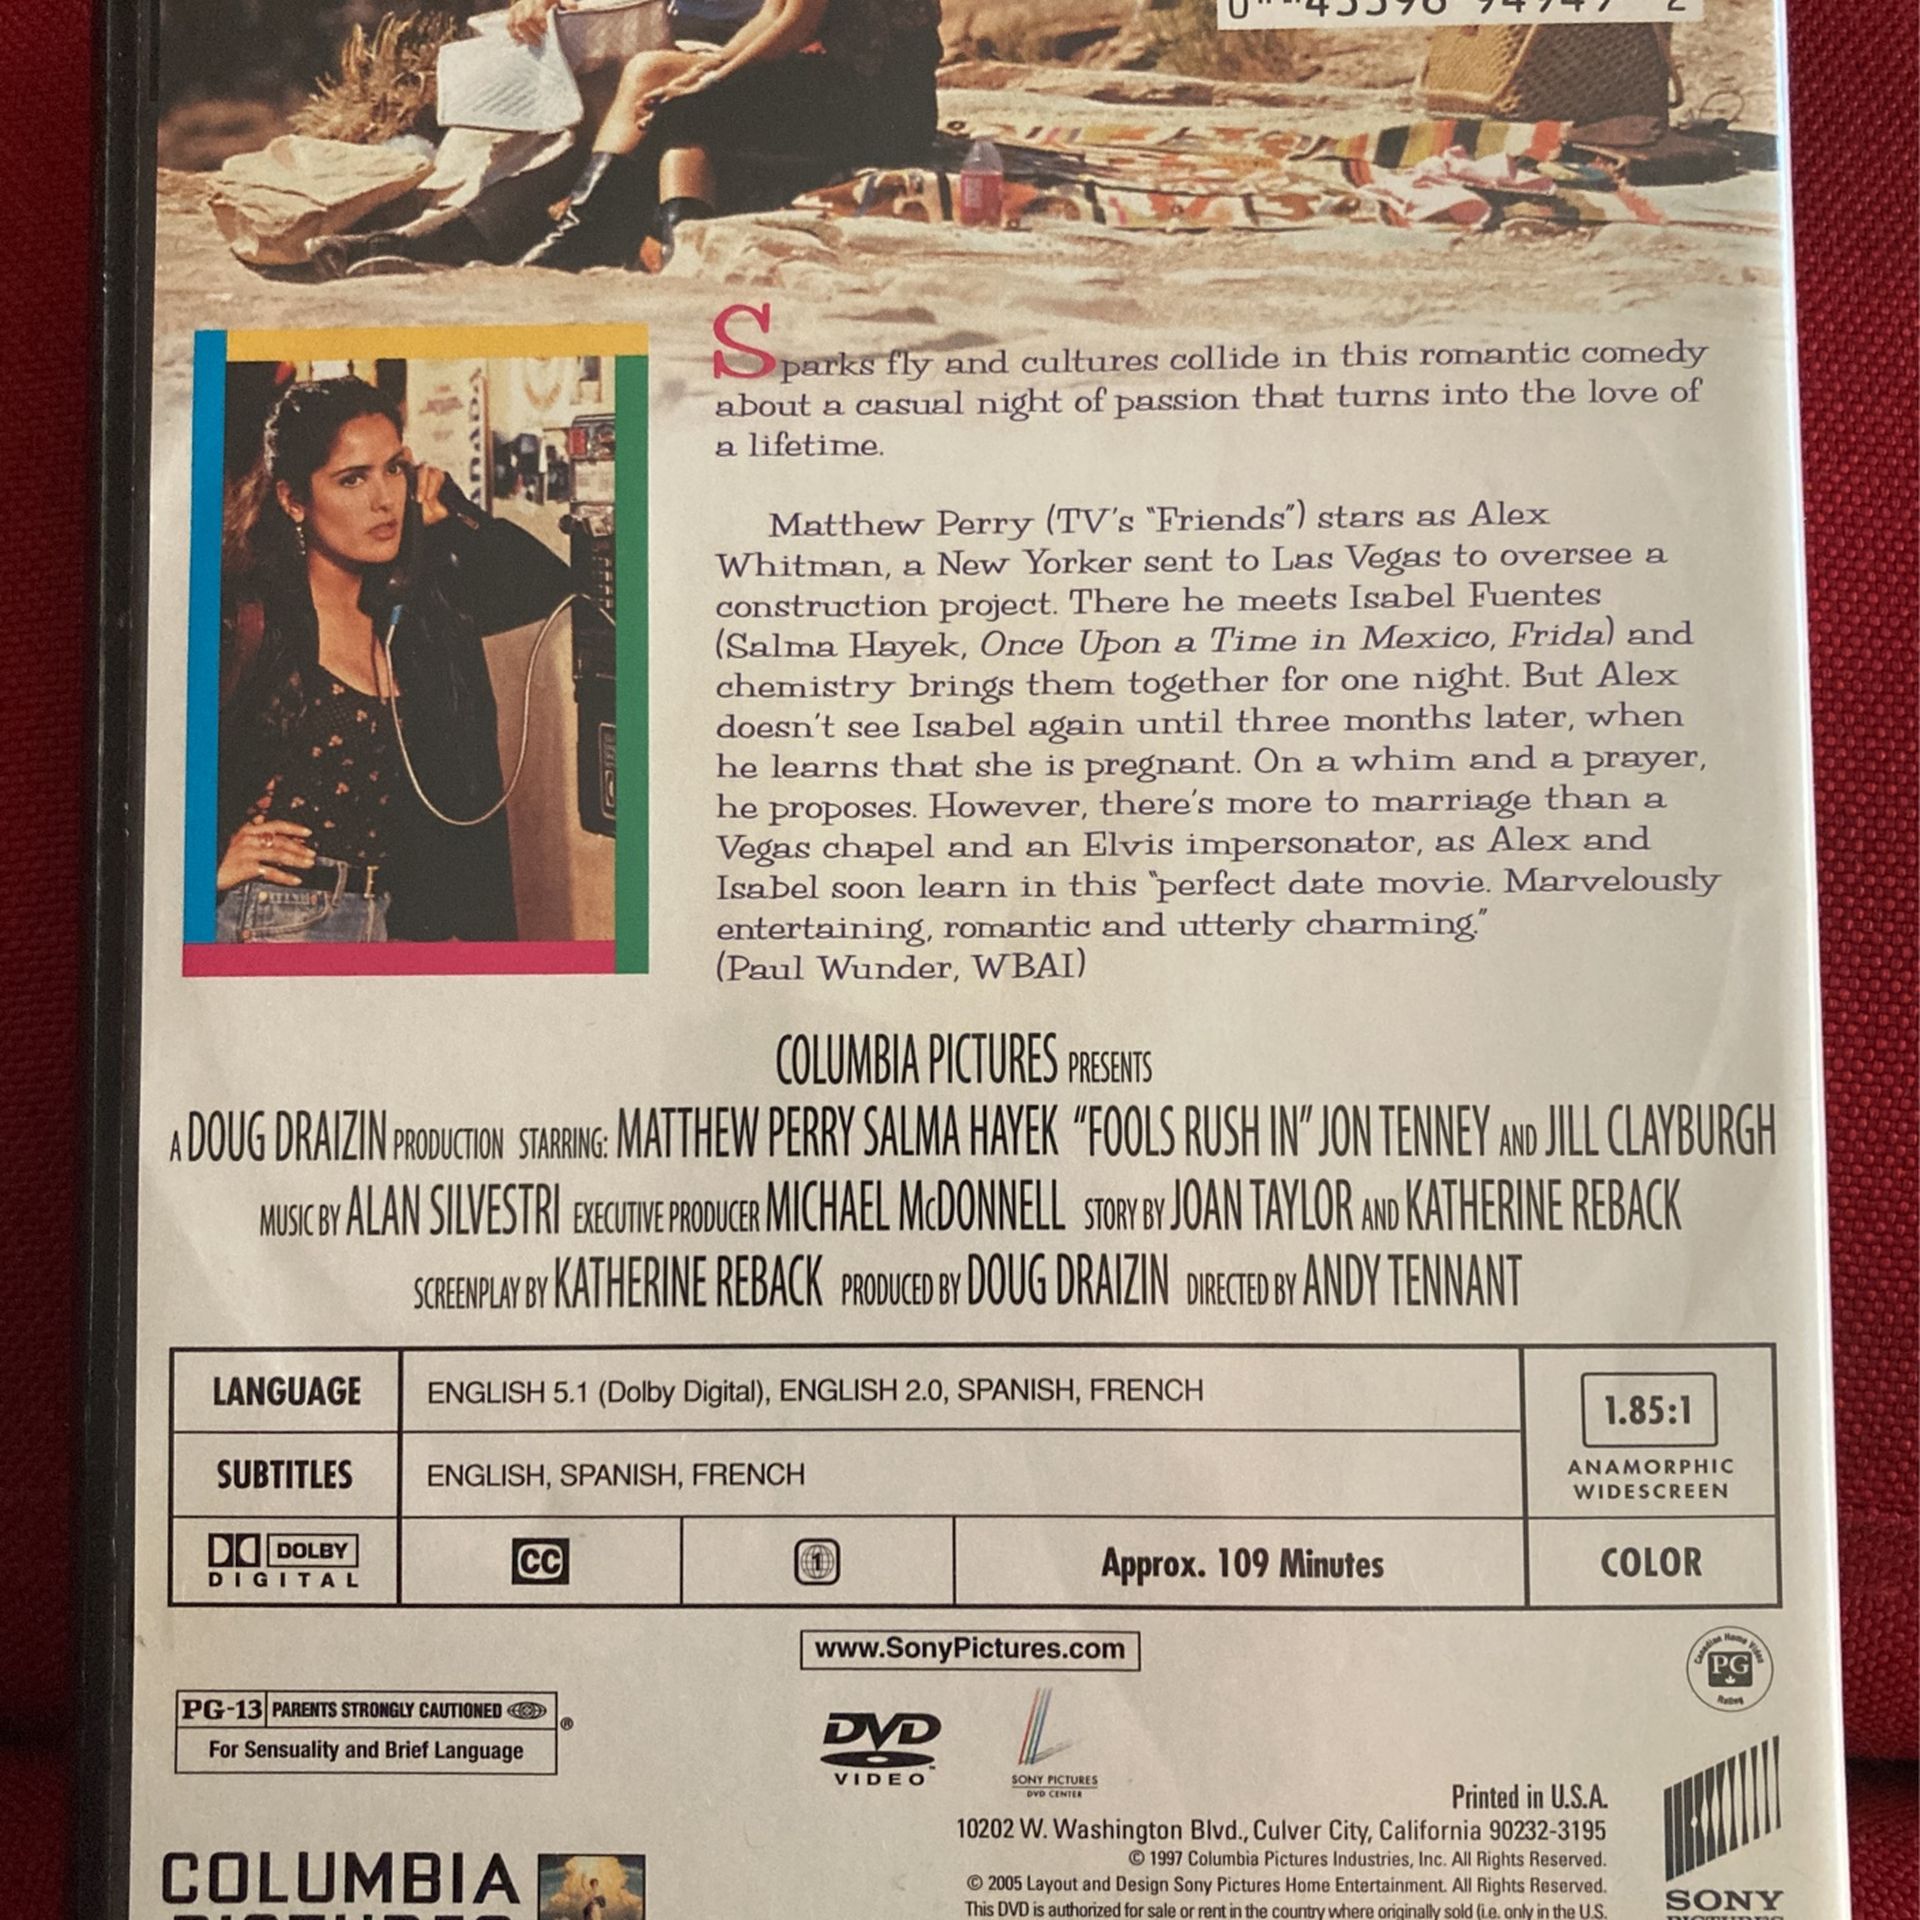 Sparks fly and cultures collide in this romantic comedy
about a casual night of passion that turns into the love of
a lifetime.
Matthew Perry (TV's "Friends") stars as Alex
Whitman, a New Yorker sent to Las Vegas to oversee a
construction project. There he meets Isabel Fuentes
(Salma Hayek, Once Upon a Time in Mexico, Frida) and
chemistry brings them together for one night. But Alex
doesn't see Isabel again until three months later, when
he learns that she is pregnant. On a whim and a prayer,
he proposes. However, there's more to marriage than a
Vegas chapel and an Elvis impersonator, as Alex and
Isabel soon learn in this "perfect date movie. Marvelously
entertaining, romantic and utterly charming."
(Paul Wunder, WBAI)
COLUMBIA PICTURES PRESENTS
A DOUG DRAIZIN PRODUCTION STARRING: MATTHEW PERRY SALMA HAYEK "FOOLS RUSH IN" JON TENNEY AND JILL CLAYBURGH
MUSIC BY ALAN SILVESTRI EXECUTIVE PRODUCER MICHAEL McDONNELL STORY BY JOAN TAYLOR AND KATHERINE REBACK
SCREENPLAY BY KATHERINE REBACK PRODUCED BY DOUG DRAIZIN DIRECTED BY ANDY TENNANT
LANGUAGE ENGLISH 5.1 (Dolby Digital), ENGLISH 2.0, SPANISH, FRENCH
1.85:1
ANAMORPHIC
WIDESCREEN
SUBTITLES ENGLISH, SPANISH, FRENCH
DOLBY
DIGITAL
CC
1
Approx. 109 Minutes
COLOR
www.SonyPictures.com
Canadian Home Video
PG
Rating
PG-13 PARENTS STRONGLY CAUTIONED ®
For Sensuality and Brief Language
DVD
VIDEO™
SONY PICTURES
DVD CENTER
Printed in U.S.A.
10202 W. Washington Blvd., Culver City, California 90232-3195
© 1997 Columbia Pictures Industries, Inc. All Rights Reserved.
© 2005 Layout and Design Sony Pictures Home Entertainment. All Rights Reserved.
This DVD is authorized for sale or rent in the country where originally sold (i.e. only in the U.S.
COLUMBIA
PICTURES
SONY
PICTURES